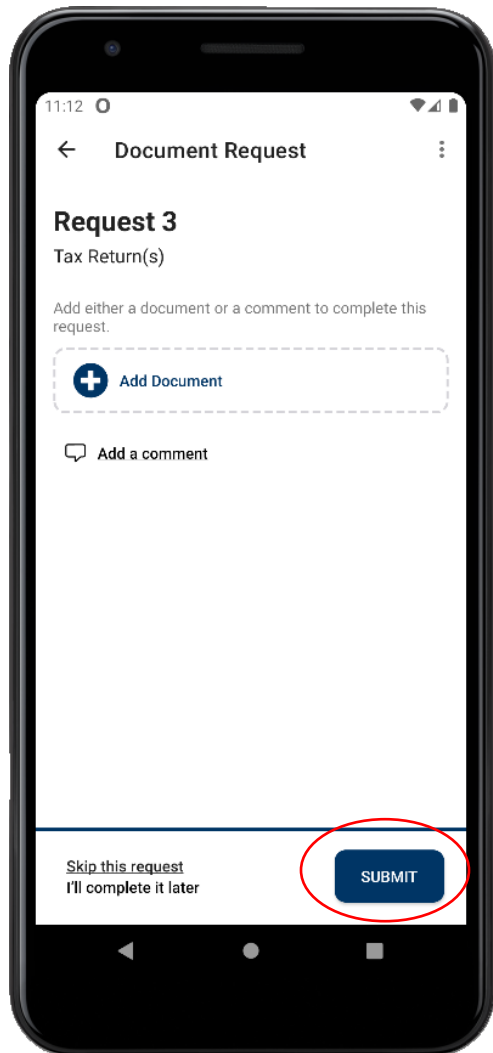 11:12
Document Request
Request 3
Tax Return(s)
Add either a document or a comment to complete this
request.
Add Document
Add a comment
Skip this request
I'll complete it later
SUBMIT